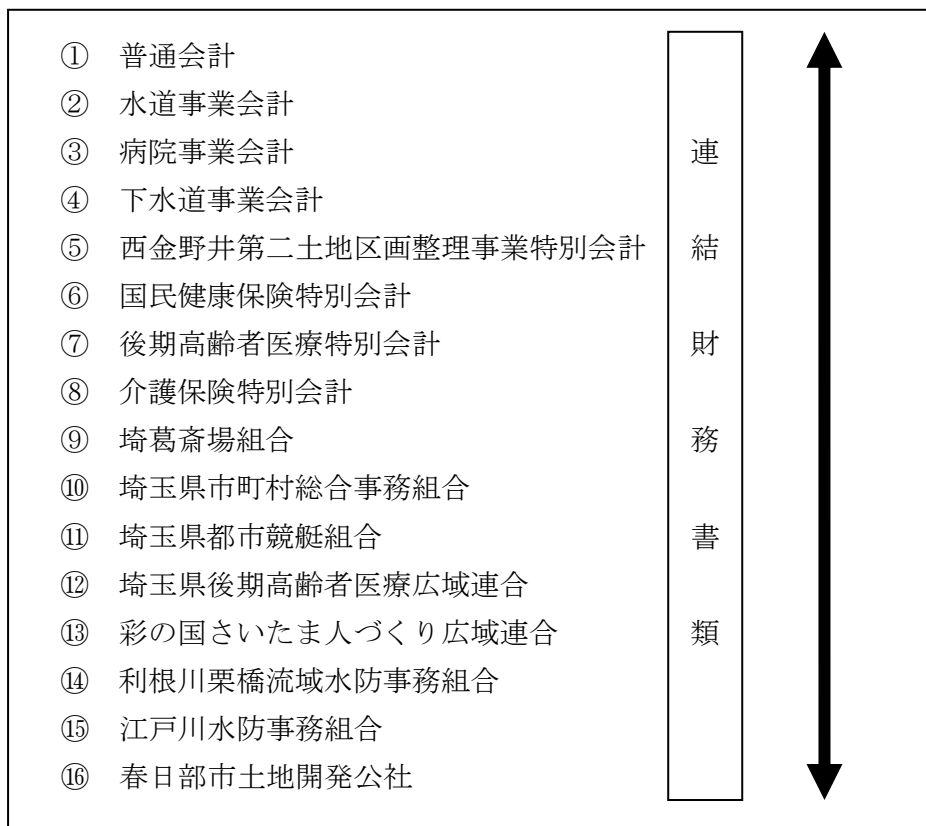 ① 普通会計
② 水道事業会計
③ 病院事業会計
④ 下水道事業会計
⑤ 西金野井第二土地区画整理事業特別会計
⑥ 国民健康保険特別会計
⑦ 後期高齢者医療特別会計
⑧ 介護保険特別会計
⑨ 埼葛斎場組合
⑩ 埼玉県市町村総合事務組合
⑪ 埼玉県都市競艇組合
⑫ 埼玉県後期高齢者医療広域連合
⑬ 彩の国さいたま人づくり広域連合
⑭ 利根川栗橋流域水防事務組合
⑮ 江戸川水防事務組合
⑯ 春日部市土地開発公社
連結財務書類